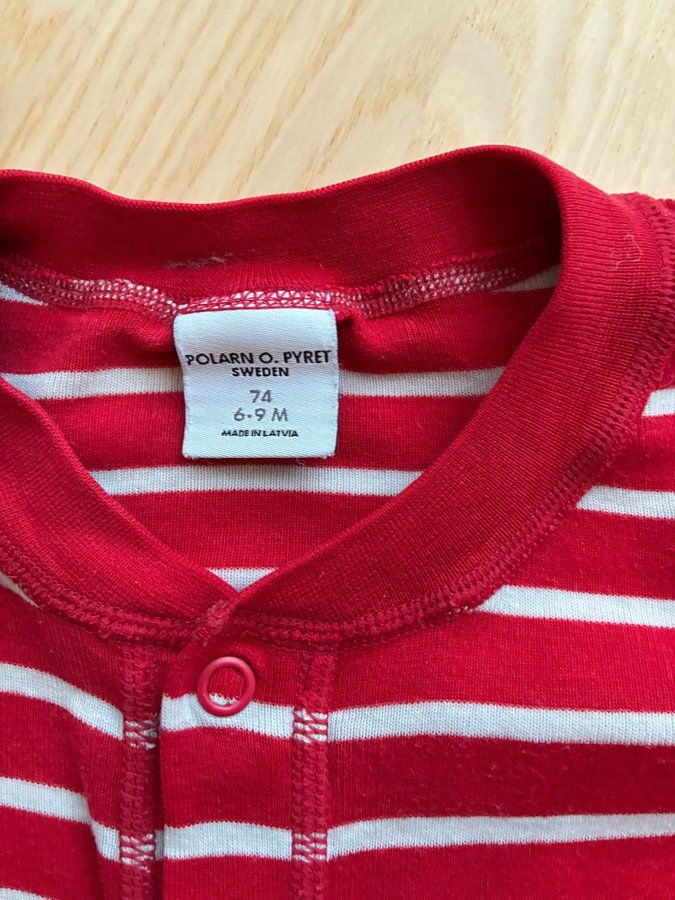 POLARN O. PYRET
SWEDEN
74
6-9 M
MADE IN LATVIA